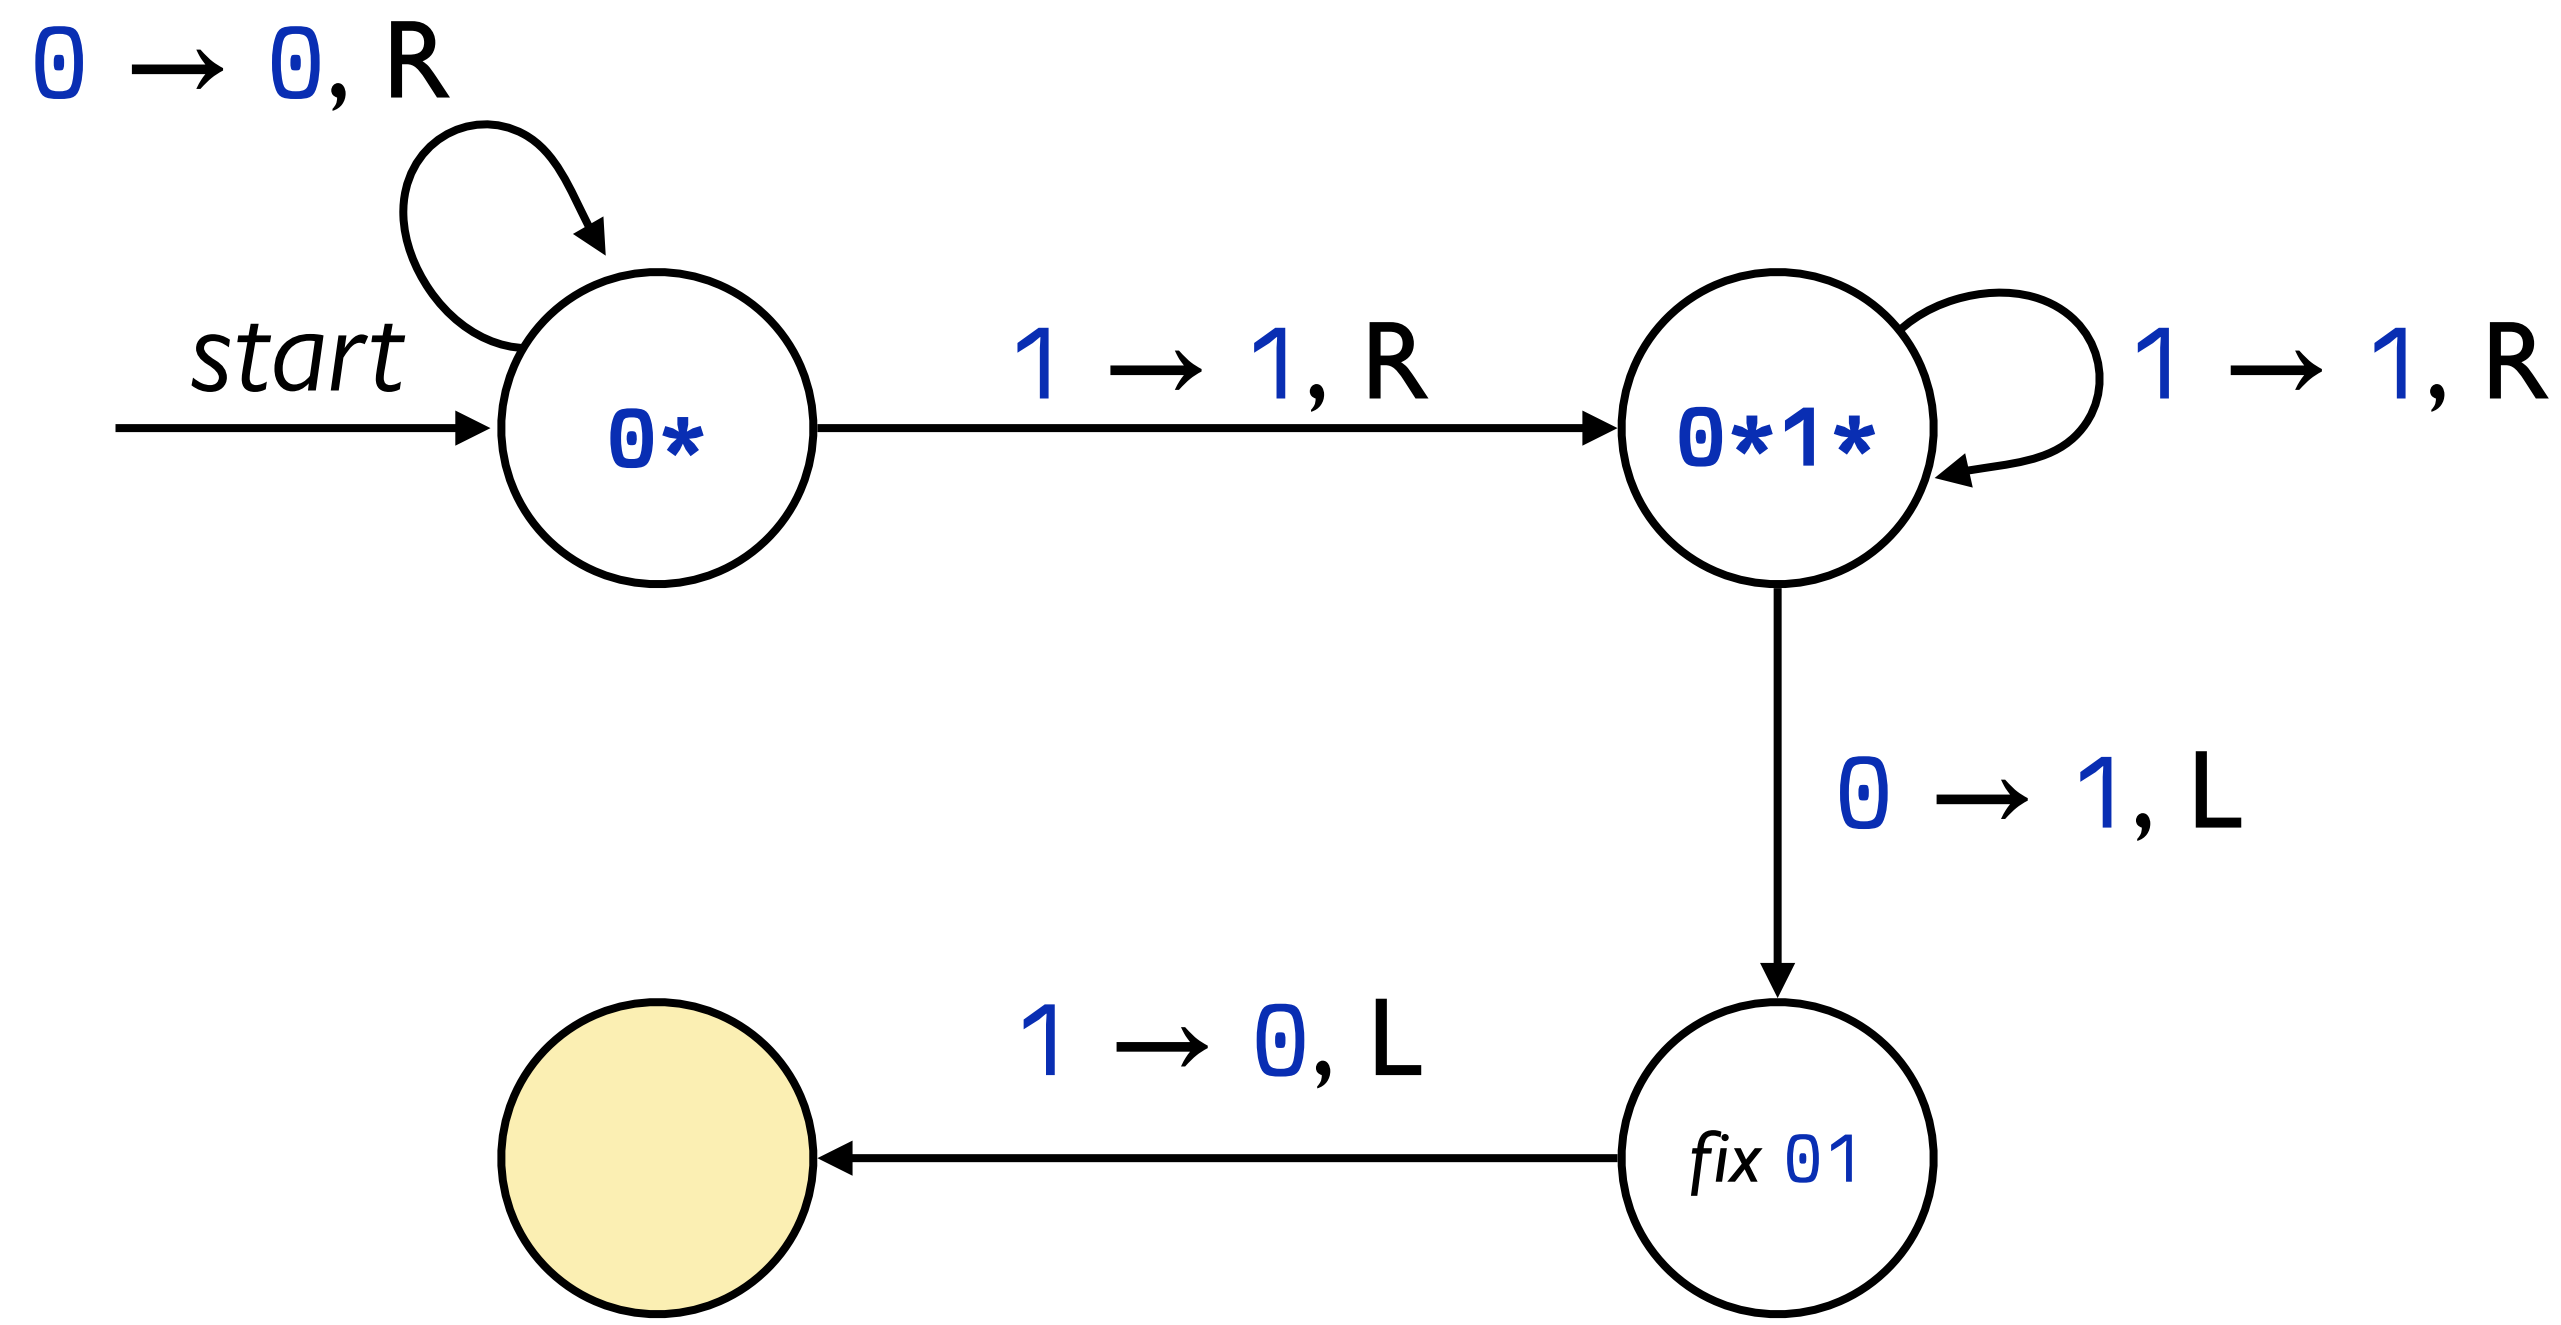 0 → 0, R
start
1 → 1, R
1 → 1, R
0*
0*1*
0 → 1, L
1 → 0, L
fix 01